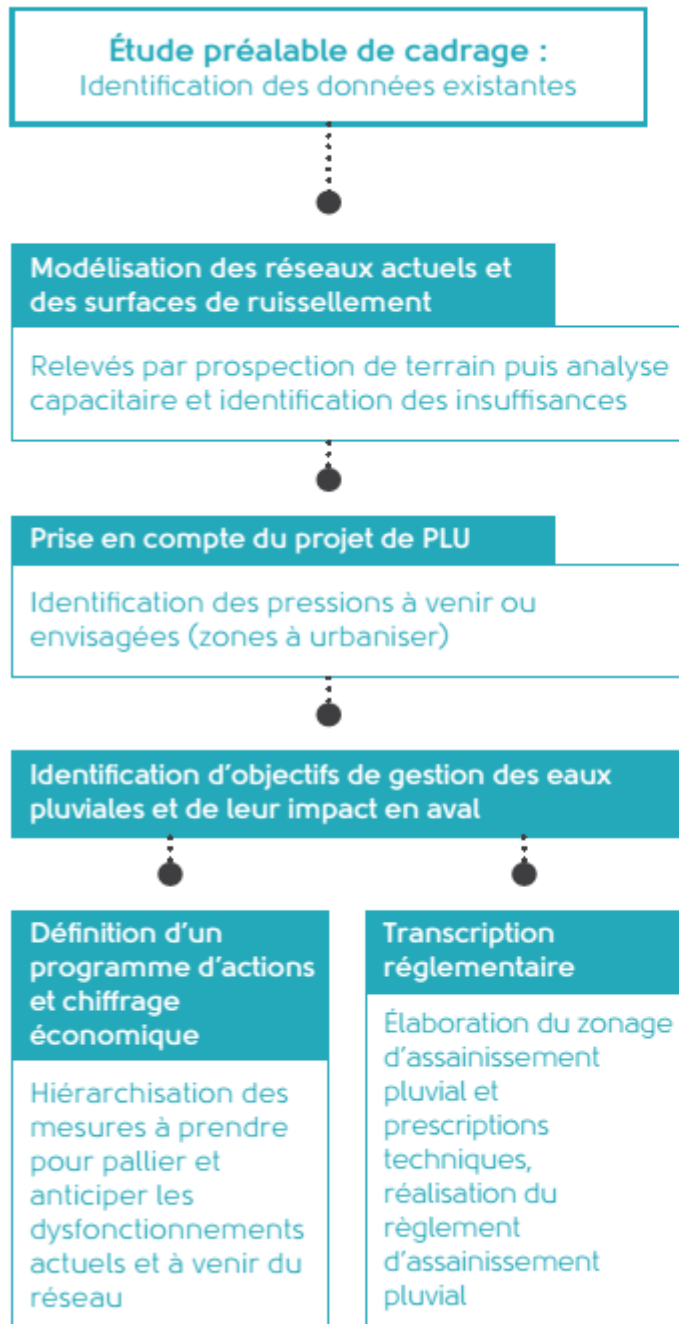 Étude préalable de cadrage :
Identification des données existantes
Modélisation des réseaux actuels et
des surfaces de ruissellement
Relevés par prospection de terrain puis analyse
capacitaire et identification des insuffisances
Prise en compte du projet de PLU
Identification des pressions à venir ou
envisagées (zones à urbaniser)
Identification d'objectifs de gestion des eaux
pluviales et de leur impact en aval
Définition d'un
programme d'actions
et chiffrage
économique
Hiérarchisation des
mesures à prendre
pour pallier et
anticiper les
dysfonctionnements
actuels et à venir du
réseau
Transcription
réglementaire
Élaboration du zonage
d'assainissement
pluvial et
prescriptions
techniques,
réalisation du
règlement
d'assainissement
pluvial